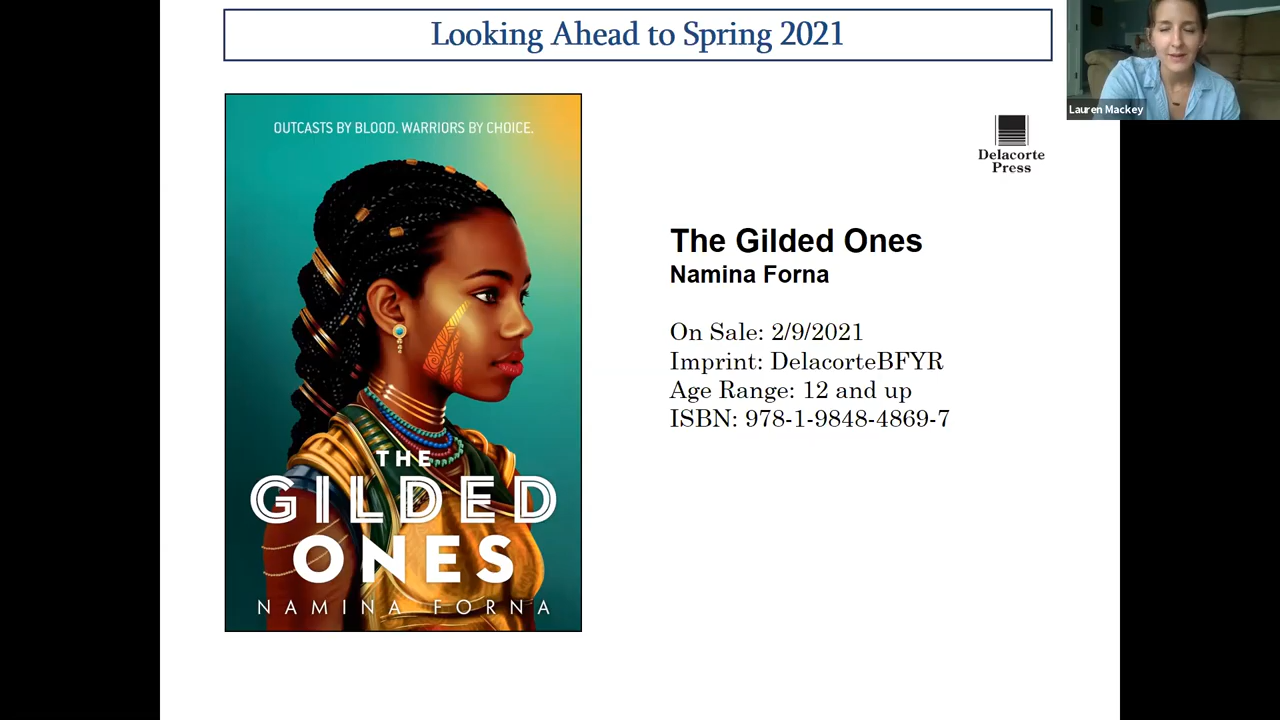 Looking Ahead to Spring 2021
Lauren Mackey
OUTCASTS BY BLOOD. WARRIORS BY CHOICE.
THE
GILDED
ONES
NAMINA FORNA
Delacorte
Press
The Gilded Ones
Namina Forna
On Sale: 2/9/2021
Imprint: DelacorteBFYR
Age Range: 12 and up
ISBN: 978-1-9848-4869-7